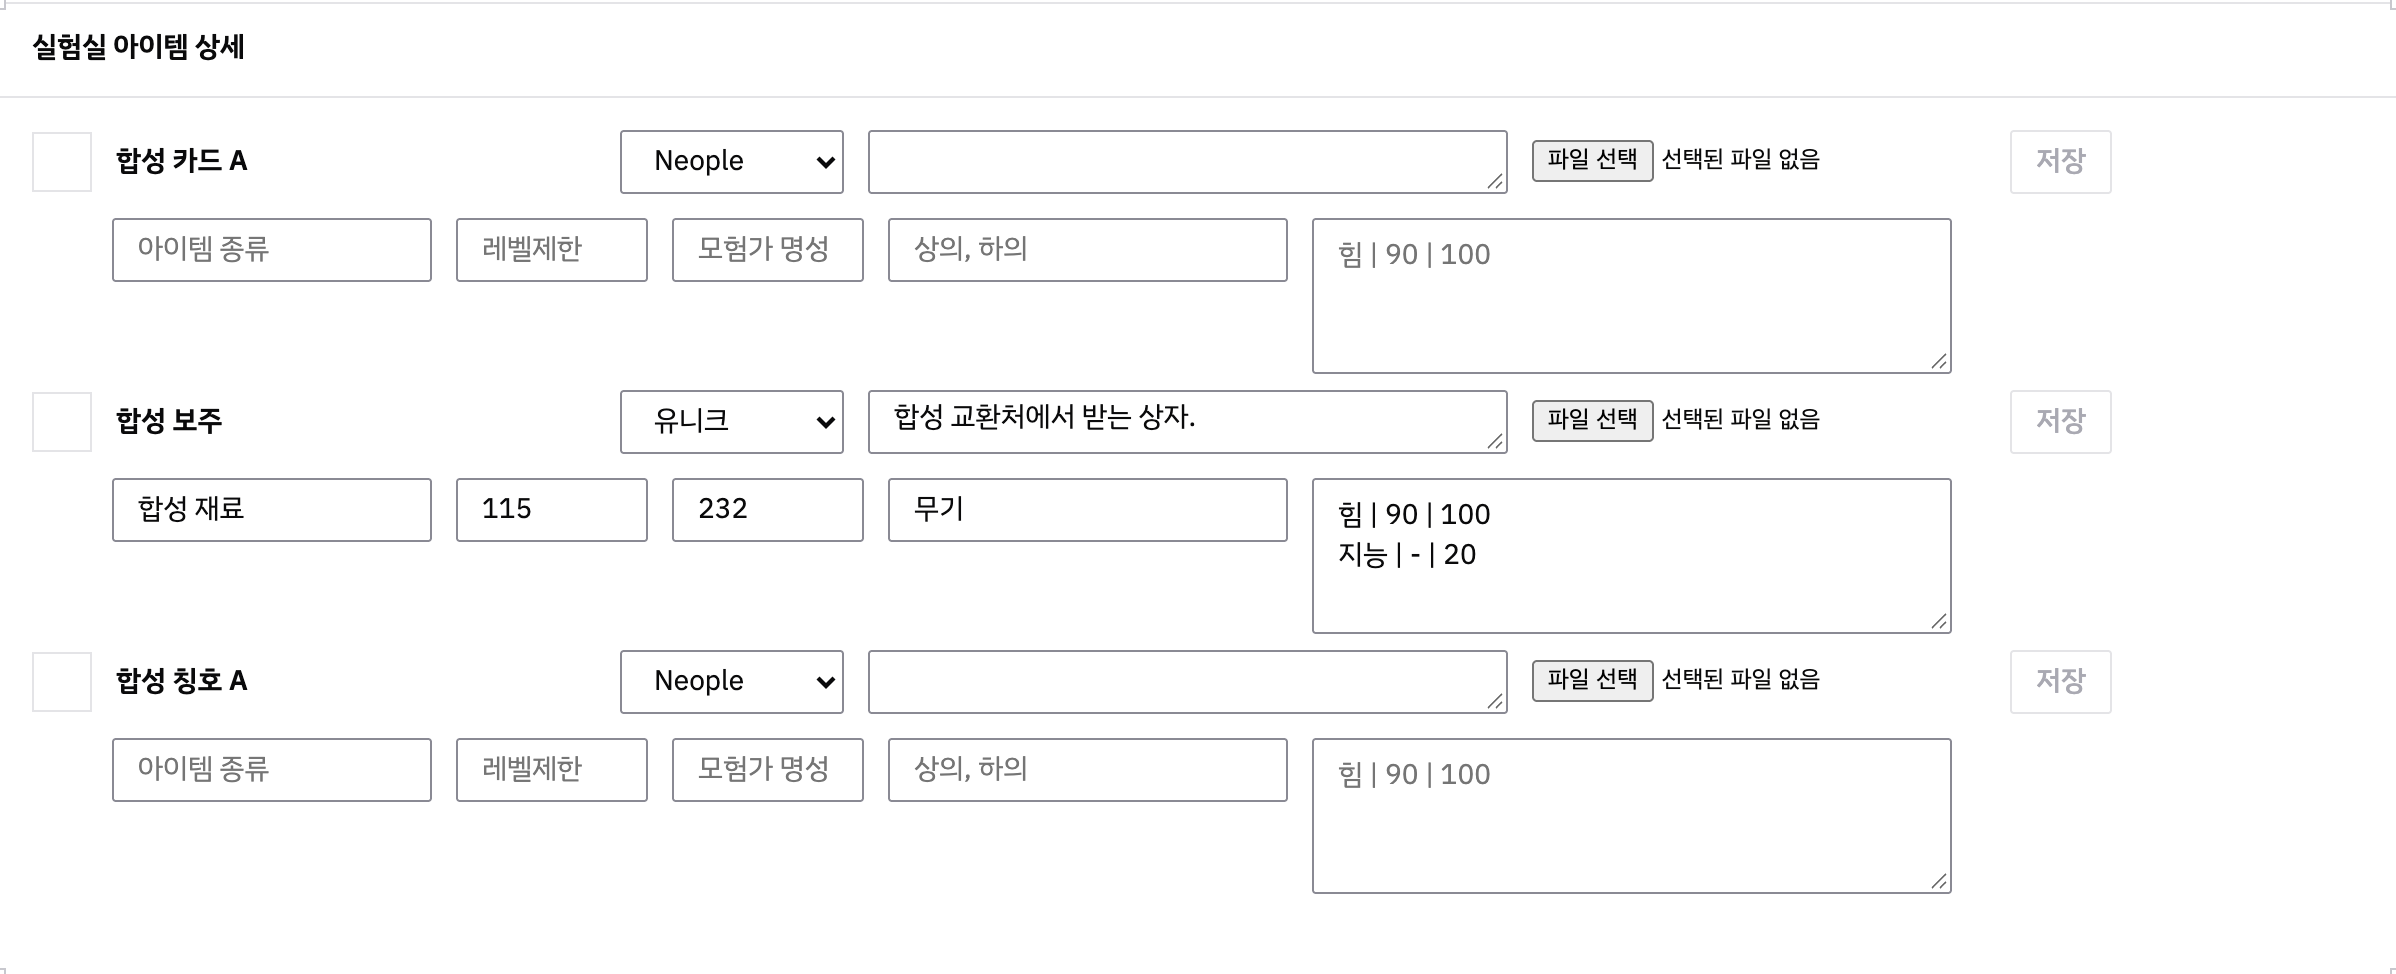 실험실 아이템 상세
합성 카드 A
Neople
파일 선택 선택된 파일 없음
저장
아이템 종류
레벨제한
모험가 명성
상의, 하의
힘 | 90 | 100
합성 보주
유니크
합성 교환처에서 받는 상자.
파일 선택 선택된 파일 없음
저장
합성 재료
115
232
무기
힘 | 90 | 100
지능 | - | 20
합성 칭호 A
Neople
파일 선택 선택된 파일 없음
저장
아이템 종류
레벨제한
모험가 명성
상의, 하의
힘 | 90 | 100